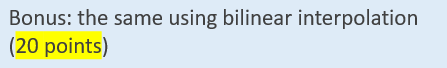 Bonus: the same using bilinear interpolation
(20 points)